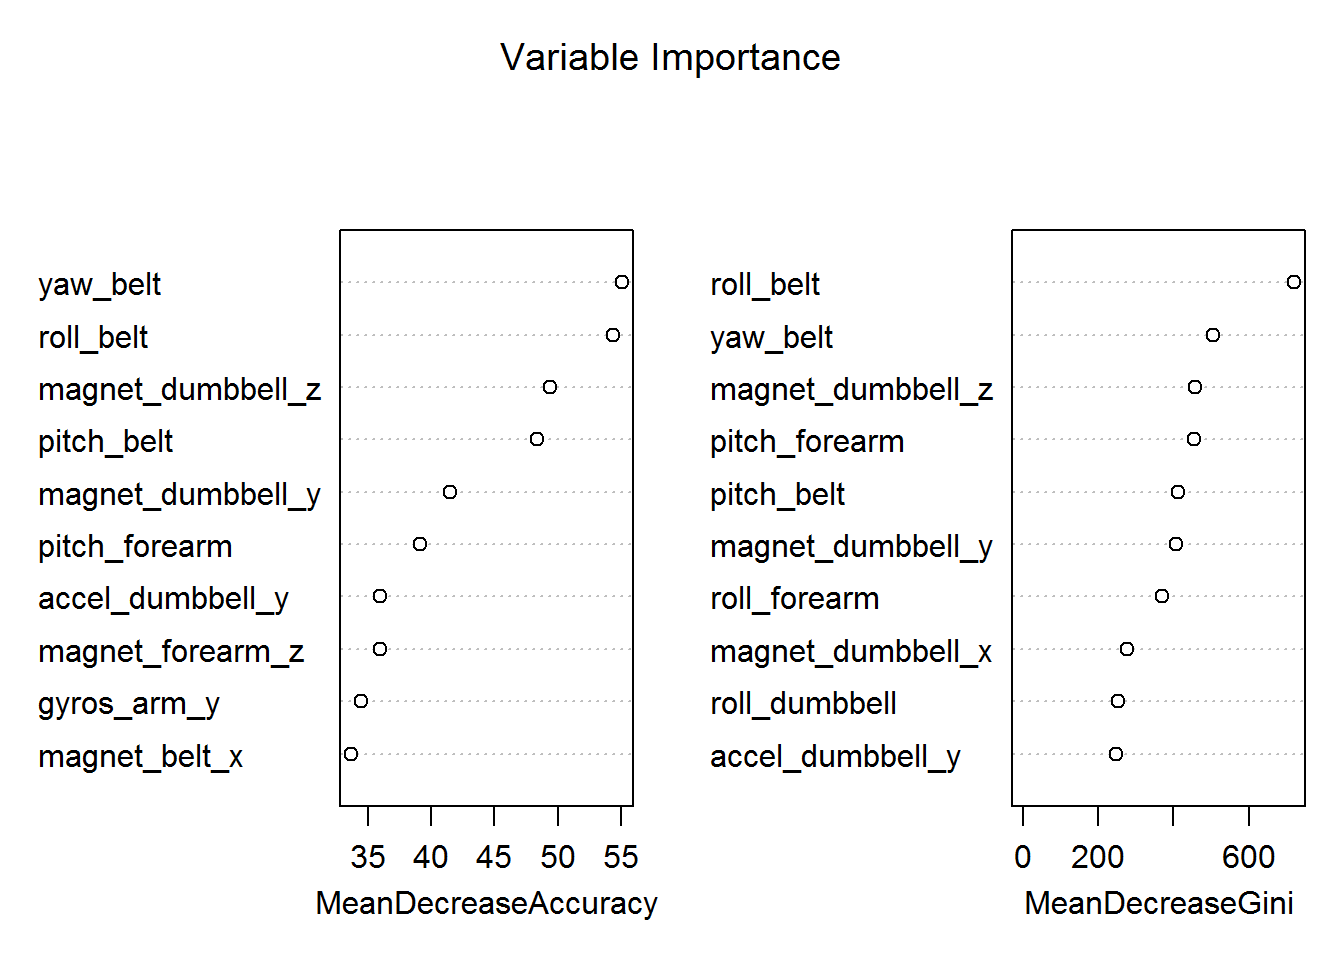 Variable Importance
yaw_belt
roll_belt
magnet_dumbbell_z
pitch_belt
magnet_dumbbell_y
pitch_forearm
accel_dumbbell_y
magnet_forearm_z
gyros_arm_y
magnet_belt_x
35 40 45 50 55
MeanDecreaseAccuracy
roll_belt
yaw_belt
magnet_dumbbell_z
pitch_forearm
pitch_belt
magnet_dumbbell_y
roll_forearm
magnet_dumbbell_x
roll_dumbbell
accel_dumbbell_y
0 200 600
MeanDecreaseGini